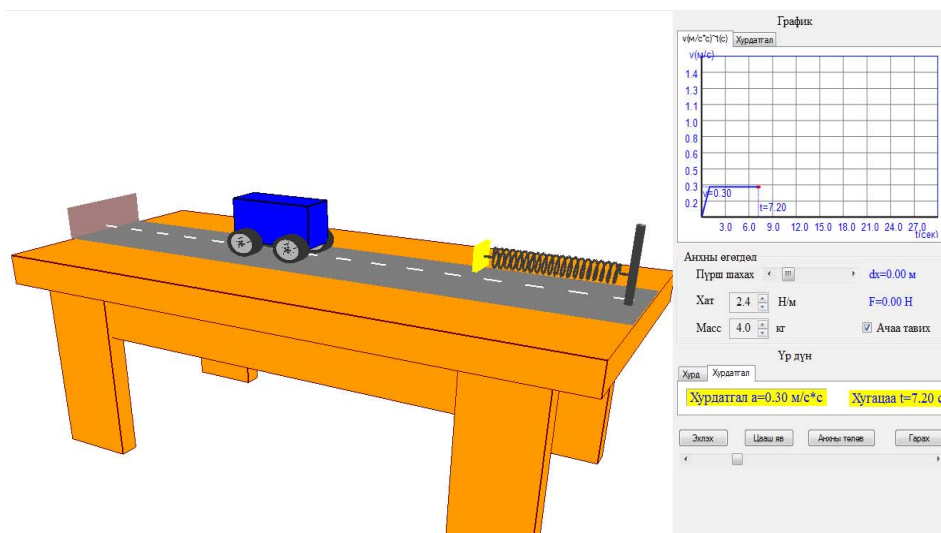 График
v(м/с*с)~t(с) Хурдатгал
v(м/с)
1.4
1.3
1.1
1.0
0.8
0.6
0.5
0.3
0.2
v=0.30
t=7.20
3.0 6.0 9.0 12.0 15.0 18.0 21.0 24.0 27.0
t(сек)
Анхны өгөгдөл
Пүрш шахах dx=0.00 м
Хат 2.4 Н/м F=0.00 Н
Масс 4.0 кг Ачаа тавих
Үр дүн
Хурд Хурдатгал
Хурдатгал a=0.30 м/с*с Хугацаа t=7.20 с
Эхлэх Цааш яв Анхны төлөв Гарах